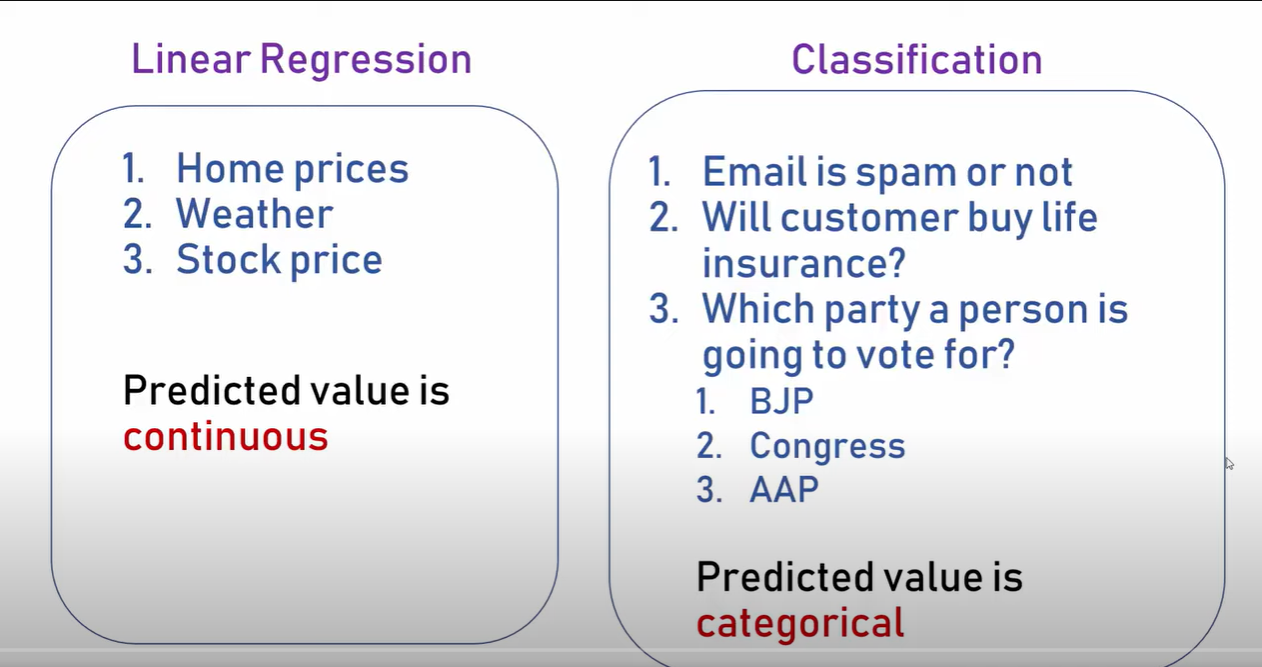 Linear Regression
1. Home prices
2. Weather
3. Stock price
Predicted value is
continuous
Classification
1. Email is spam or not
2. Will customer buy life
insurance?
3. Which party a person is
going to vote for?
1. BJP
2. Congress
3. AAP
Predicted value is
categorical